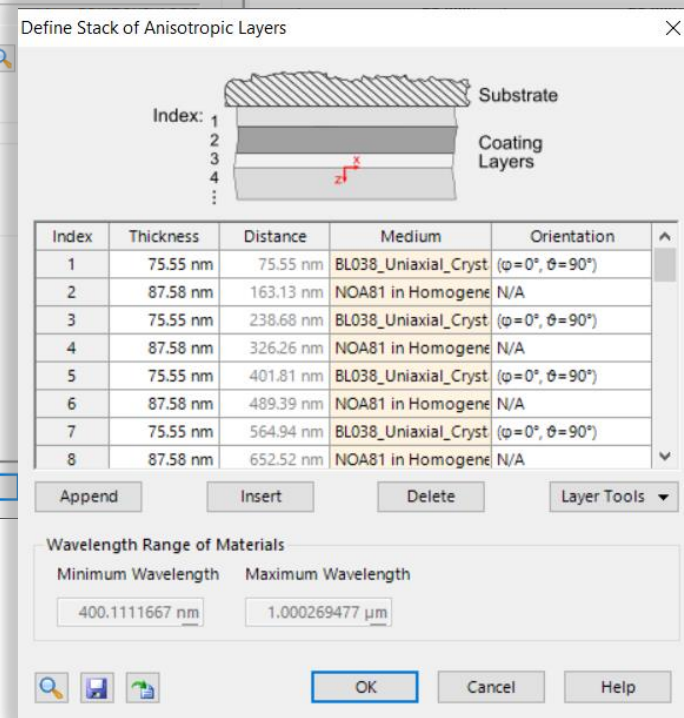 Define Stack of Anisotropic Layers
Substrate
Index: 1
2
3
4
⋮
Coating
Layers
x
z
Index Thickness Distance Medium Orientation
1 75.55 nm 75.55 nm BL038_Uniaxial_Cryst (φ=0°, ϑ=90°)
2 87.58 nm 163.13 nm NOA81 in Homogene N/A
3 75.55 nm 238.68 nm BL038_Uniaxial_Cryst (φ=0°, ϑ=90°)
4 87.58 nm 326.26 nm NOA81 in Homogene N/A
5 75.55 nm 401.81 nm BL038_Uniaxial_Cryst (φ=0°, ϑ=90°)
6 87.58 nm 489.39 nm NOA81 in Homogene N/A
7 75.55 nm 564.94 nm BL038_Uniaxial_Cryst (φ=0°, ϑ=90°)
8 87.58 nm 652.52 nm NOA81 in Homogene N/A
Append Insert Delete Layer Tools
Wavelength Range of Materials
Minimum Wavelength Maximum Wavelength
400.1111667 nm 1.000269477 µm
OK Cancel Help